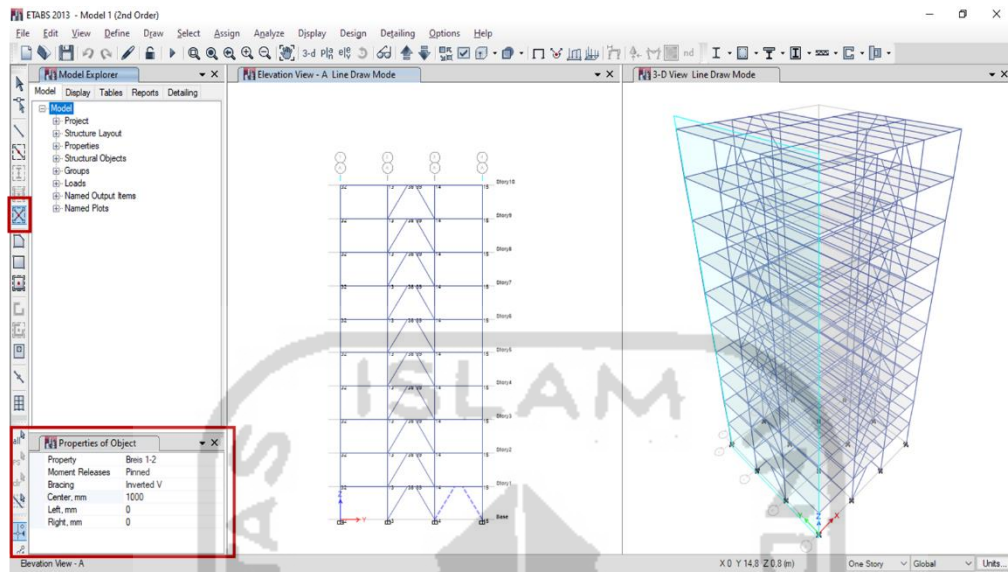 ETABS 2013 - Model 1 (2nd Order)
File Edit View Define Draw Select Assign Analyze Display Design Detailing Options Help
3-d nd
Model Explorer
Model Display Tables Reports Detailing
Model
Project
Structure Layout
Properties
Structural Objects
Groups
Loads
Named Output Items
Named Plots
all
Properties of Object
Property Breis 1-2
Moment Releases Pinned
Bracing Inverted V
Center, mm 1000
Left, mm 0
Right, mm 0
Elevation View - A Line Draw Mode
Story10
Story9
Story8
Story7
Story6
Story5
Story4
Story3
Story2
Story1
Base
Z
Y
ISLAM
3-D View Line Draw Mode
Y Z X
Elevation View - A
X 0 Y 14,8 Z 0.8 (m)
One Story Global Units...